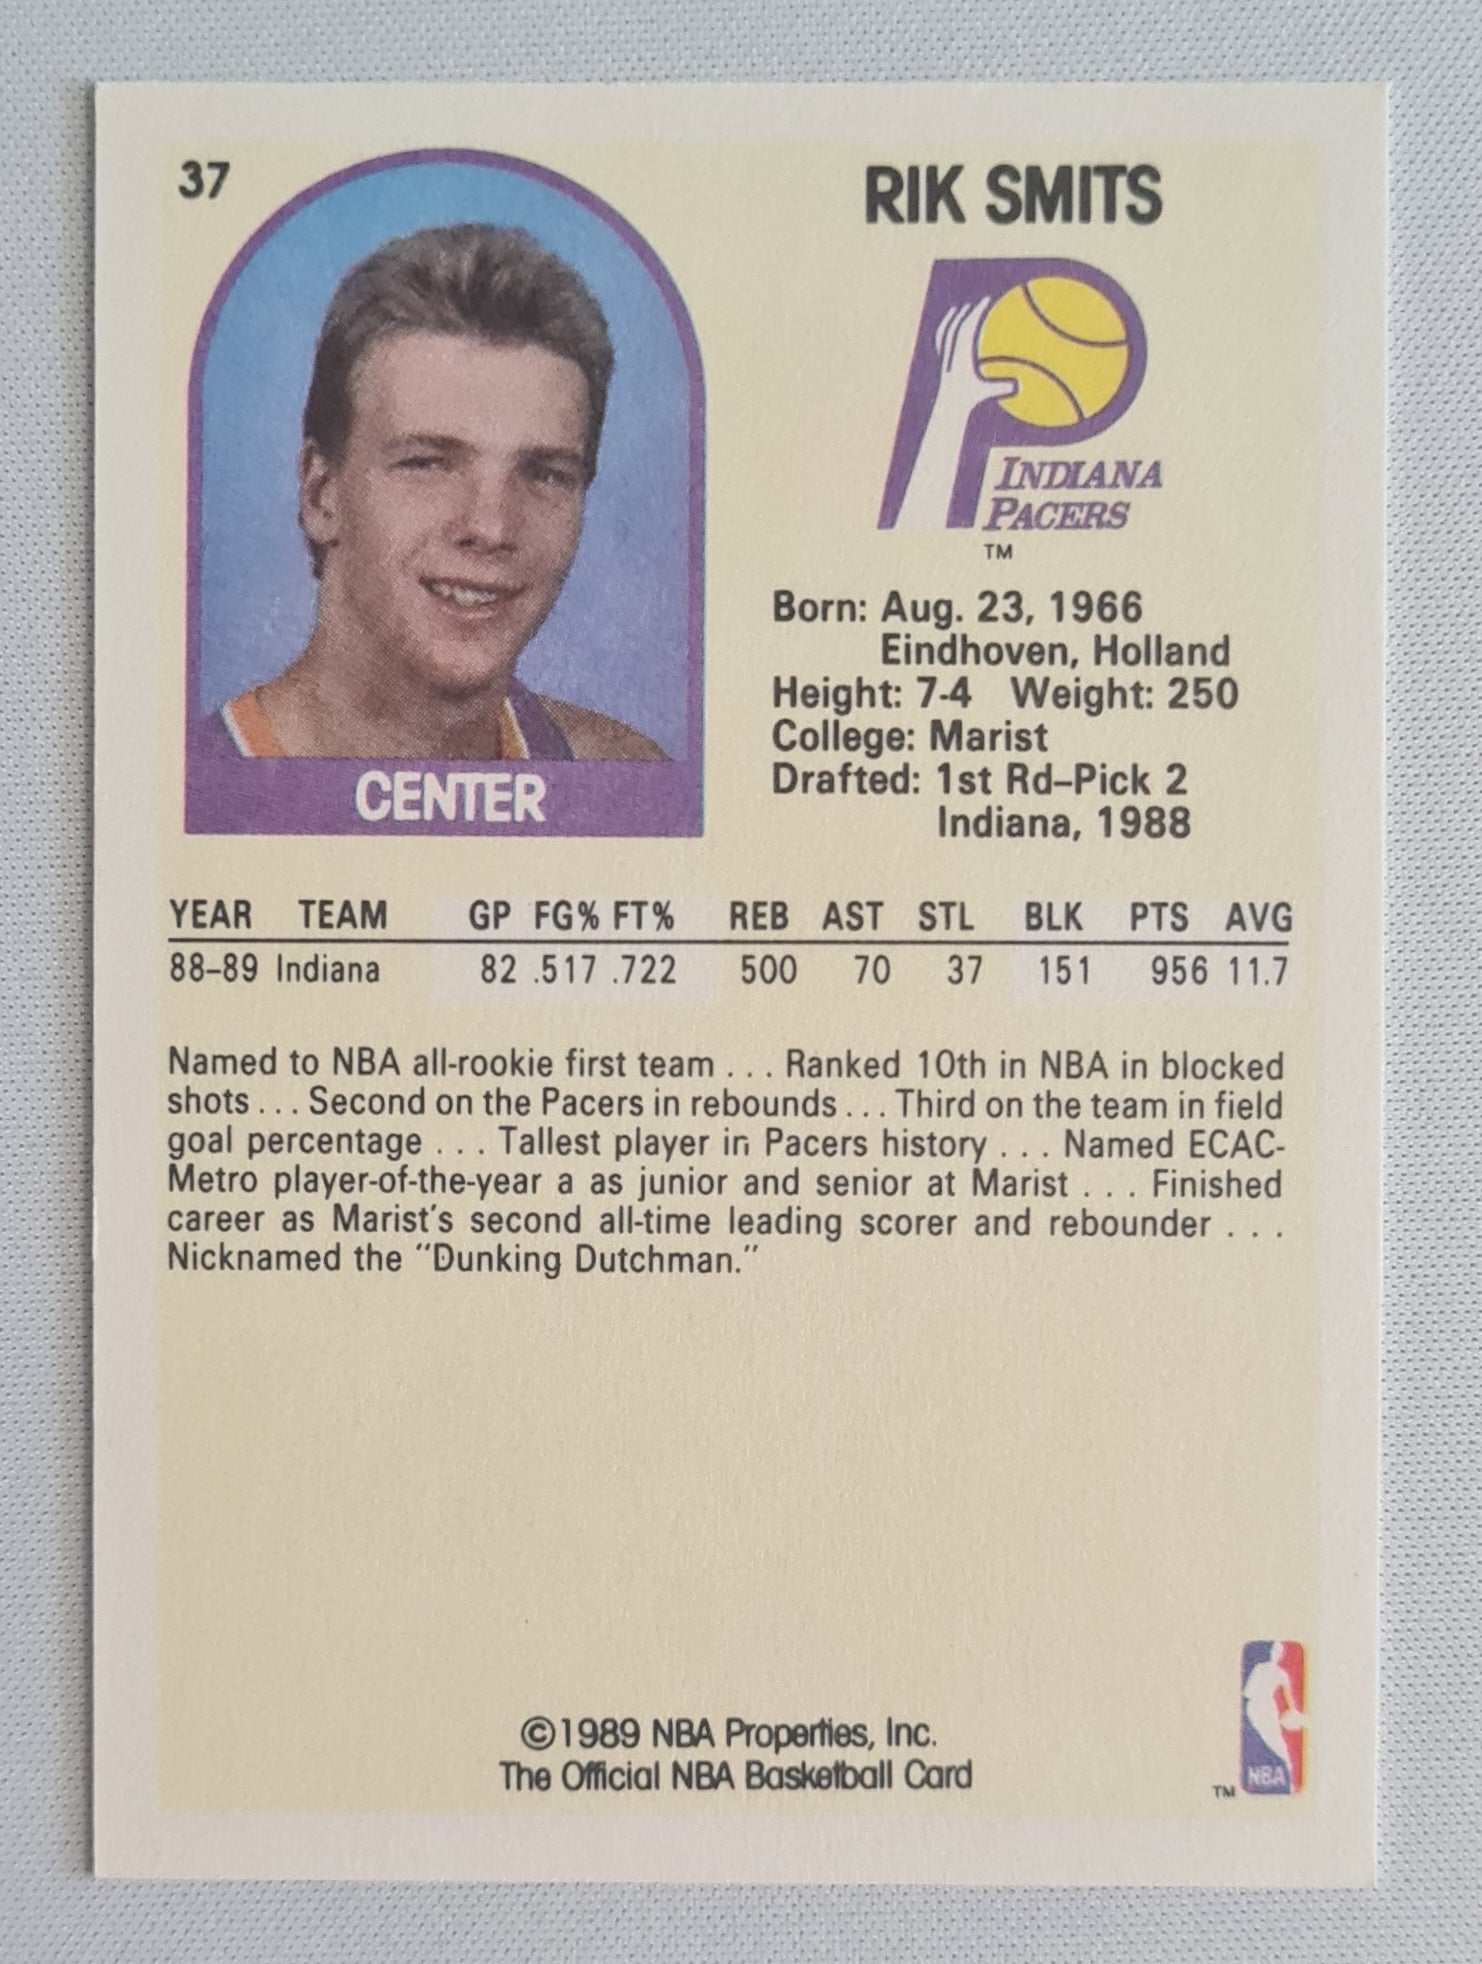 37
RIK SMITS
INDIANA
PACERS
TM
Born: Aug. 23, 1966
Eindhoven, Holland
Height: 7-4 Weight: 250
College: Marist
Drafted: 1st Rd–Pick 2
Indiana, 1988
CENTER
YEAR TEAM GP FG% FT% REB AST STL BLK PTS AVG
88–89 Indiana 82 .517 .722 500 70 37 151 956 11.7
Named to NBA all-rookie first team . . . Ranked 10th in NBA in blocked
shots . . . Second on the Pacers in rebounds . . . Third on the team in field
goal percentage . . . Tallest player in Pacers history . . . Named ECAC-
Metro player-of-the-year a as junior and senior at Marist . . . Finished
career as Marist's second all-time leading scorer and rebounder . . .
Nicknamed the "Dunking Dutchman."
©1989 NBA Properties, Inc.
The Official NBA Basketball Card
TM NBA